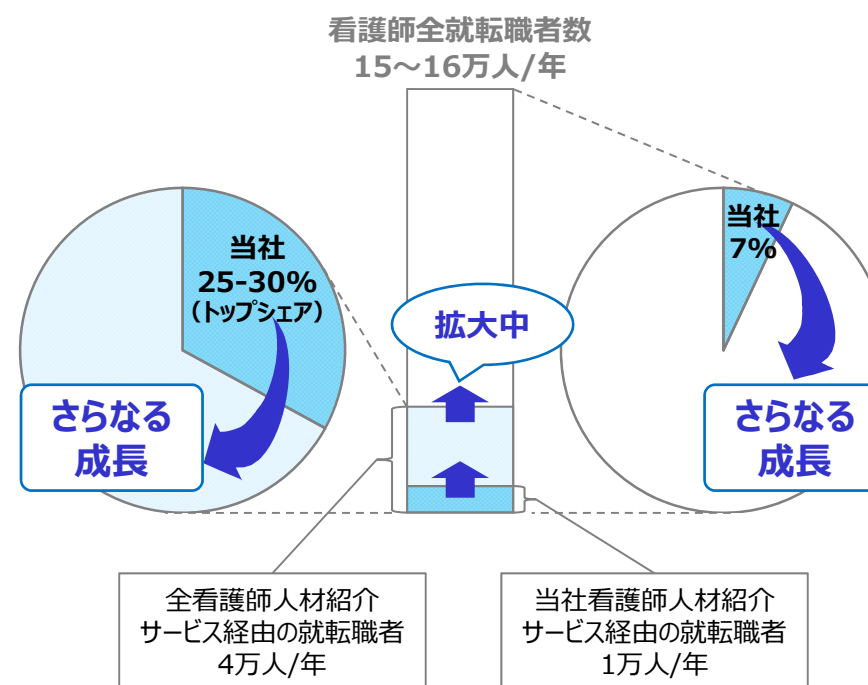 看護師全就転職者数
15～16万人/年
当社
25-30%
（トップシェア）
さらなる
成長
拡大中
当社
7%
さらなる
成長
全看護師人材紹介
サービス経由の就転職者
4万人/年
当社看護師人材紹介
サービス経由の就転職者
1万人/年